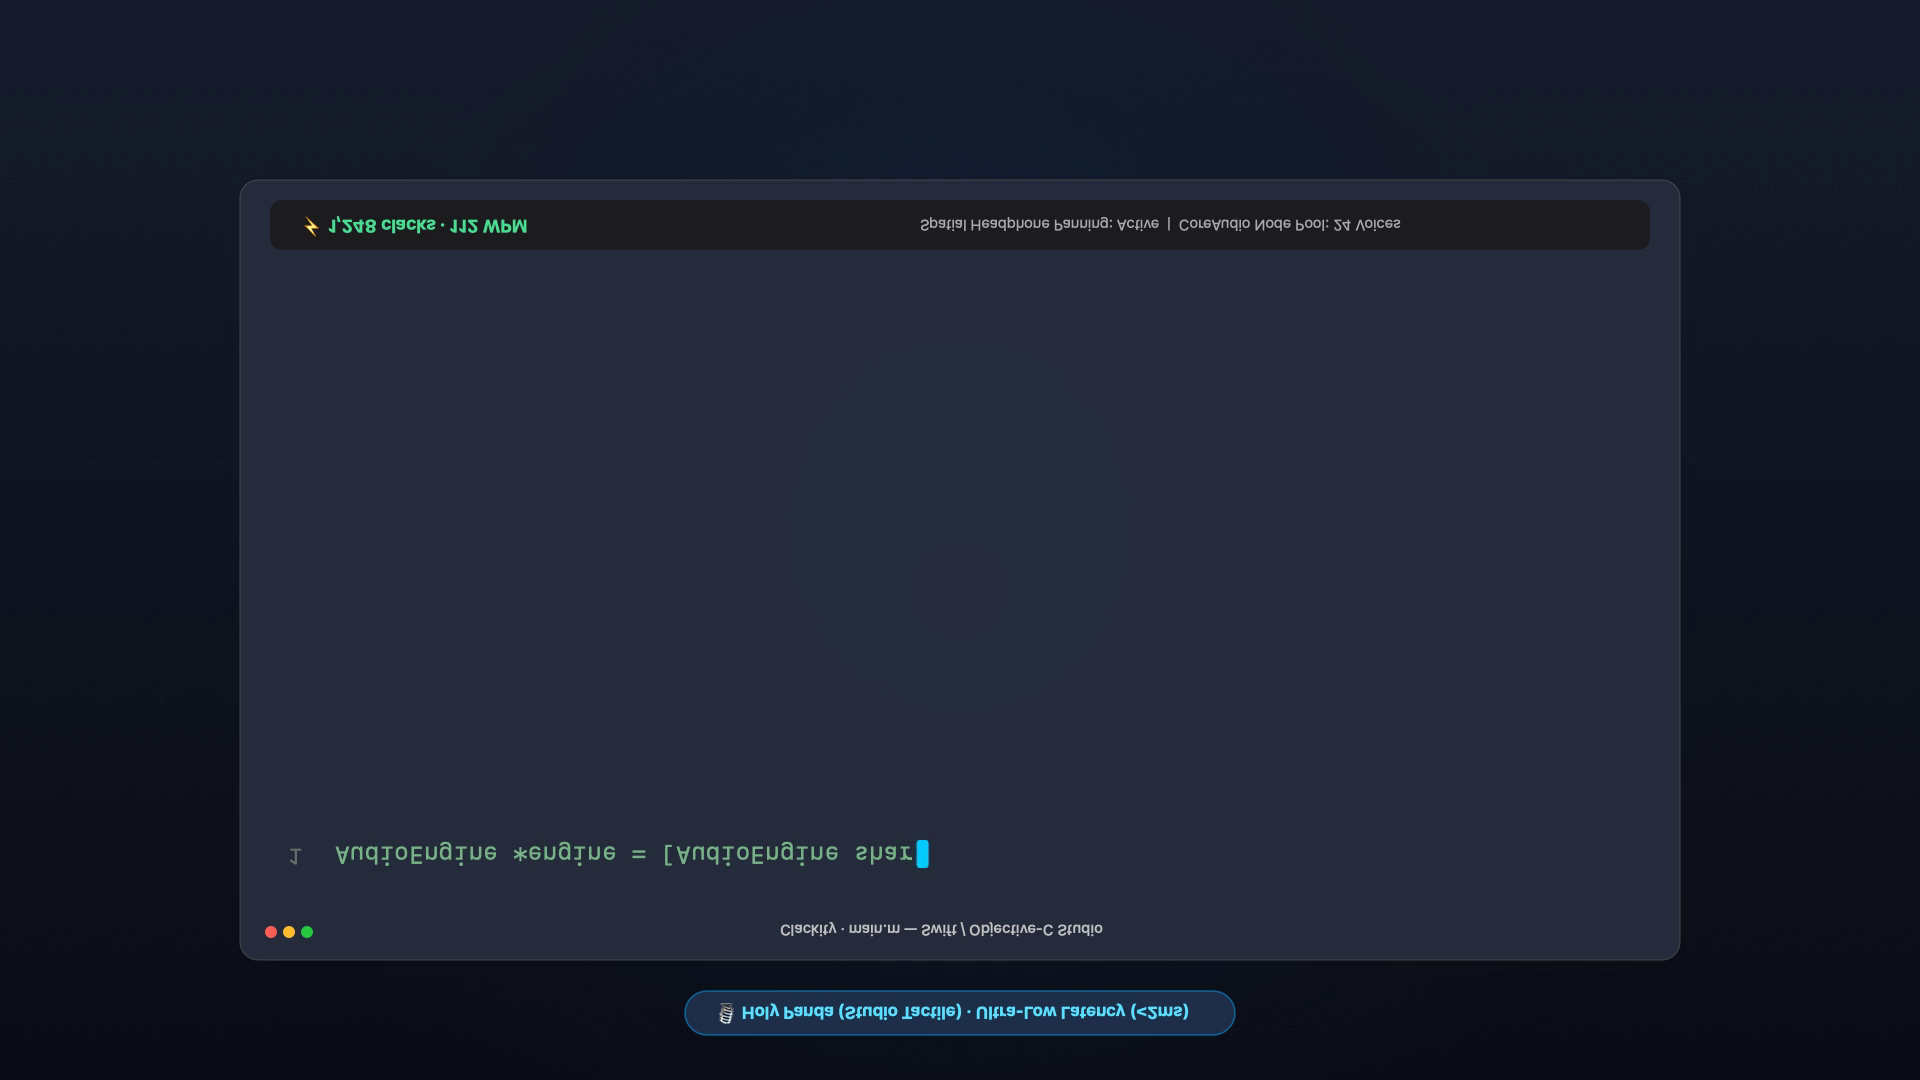 🎛 Holy Panda (Studio Tactile) · Ultra-Low Latency (<2ms)
Clackity · main.m — Swift / Objective-C Studio
1 AudioEngine *engine = [AudioEngine shar
⚡ 1,248 clacks · 112 WPM
Spatial Headphone Panning: Active | CoreAudio Node Pool: 24 Voices